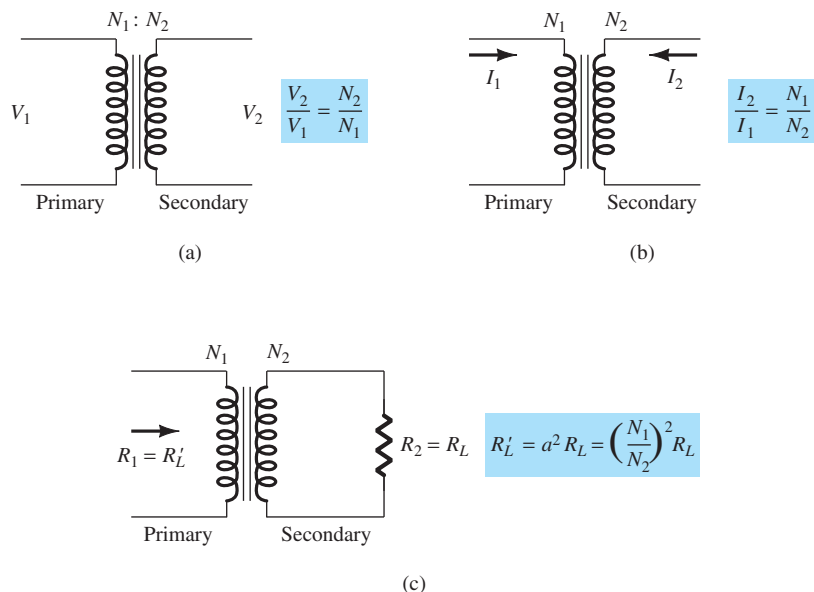 N₁ : N₂
V₁
V₂
V₂/V₁ = N₂/N₁
Primary
Secondary
(a)
N₁
N₂
I₁
I₂
I₂/I₁ = N₁/N₂
Primary
Secondary
(b)
N₁
N₂
R₁ = R′L
R₂ = RL
R′L = a² RL = (N₁/N₂)² RL
Primary
Secondary
(c)